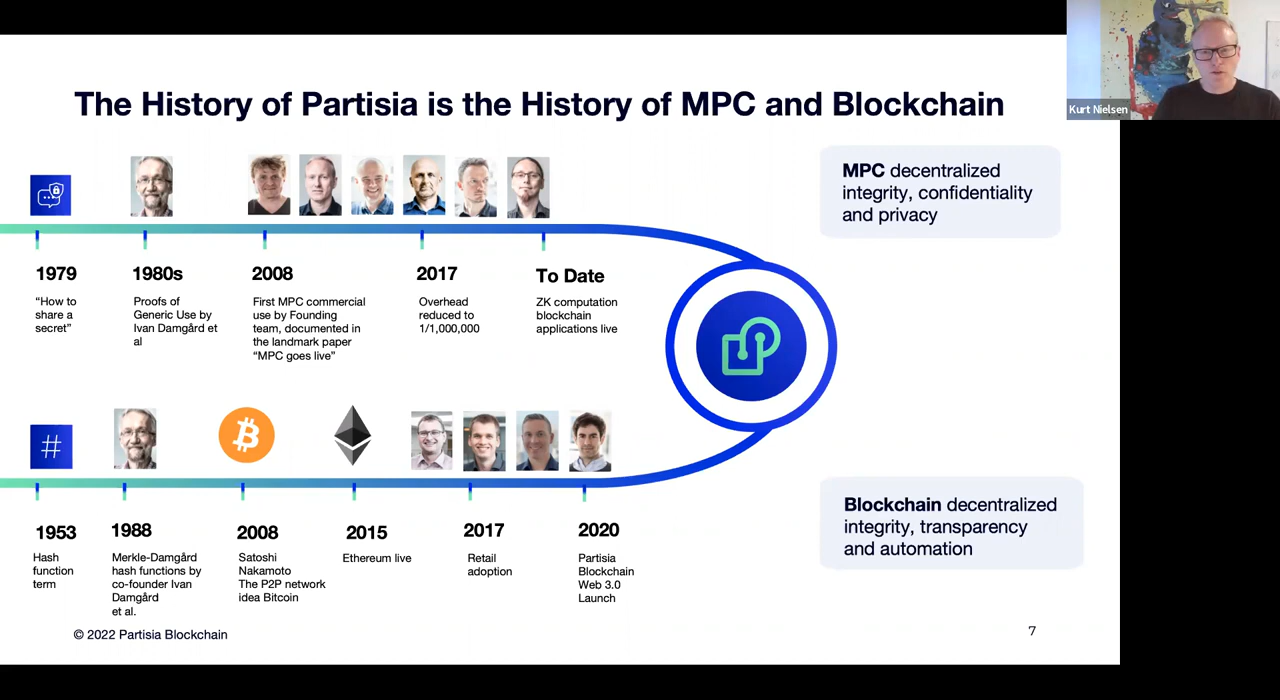 The History of Partisia is the History of MPC and Blockchain
Kurt Nielsen
MPC decentralized
integrity, confidentiality
and privacy
1979
"How to
share a
secret"
1980s
Proofs of
Generic Use by
Ivan Damgård et
al
2008
First MPC commercial
use by Founding
team, documented in
the landmark paper
"MPC goes live"
2017
Overhead
reduced to
1/1,000,000
To Date
ZK computation
blockchain
applications live
#
1953
Hash
function
term
1988
Merkle-Damgård
hash functions by
co-founder Ivan
Damgård
et al.
2008
Satoshi
Nakamoto
The P2P network
idea Bitcoin
2015
Ethereum live
2017
Retail
adoption
2020
Partisia
Blockchain
Web 3.0
Launch
Blockchain decentralized
integrity, transparency
and automation
© 2022 Partisia Blockchain
7